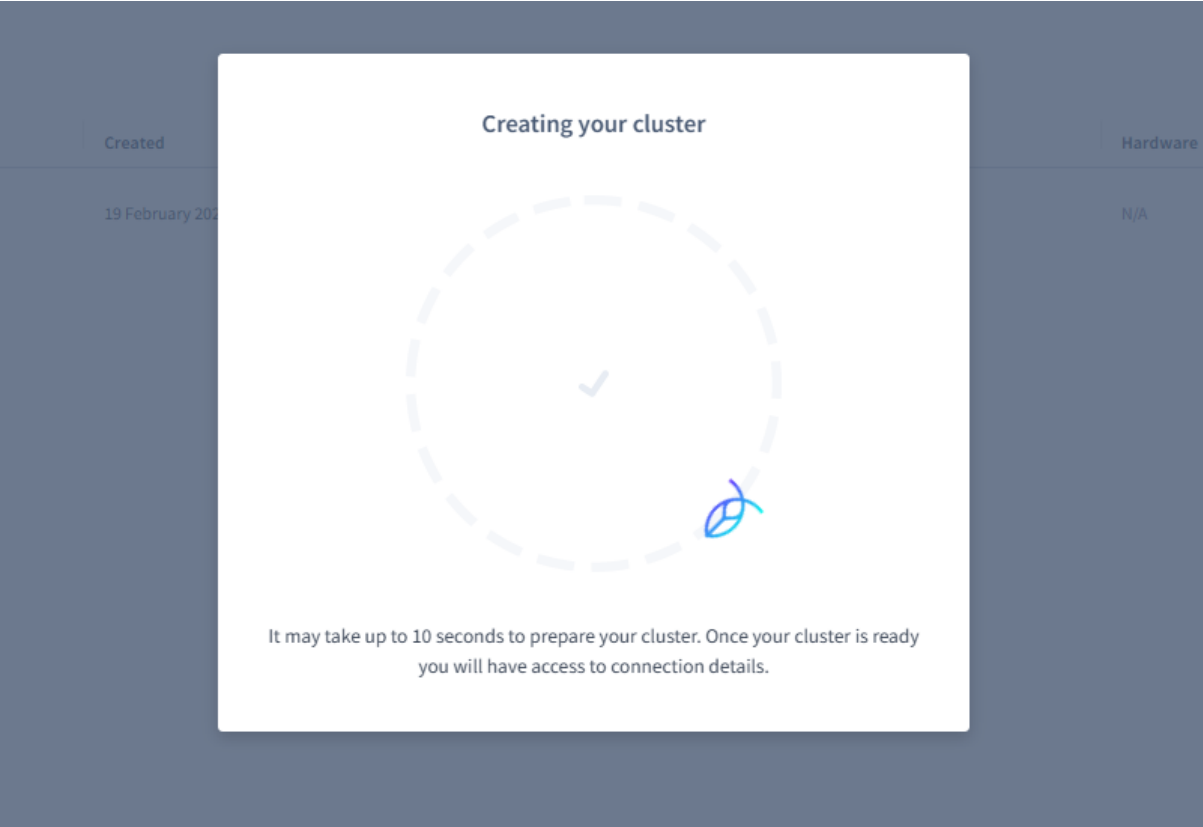 Creating your cluster
Created
Hardware
19 February 202
N/A
It may take up to 10 seconds to prepare your cluster. Once your cluster is ready
you will have access to connection details.